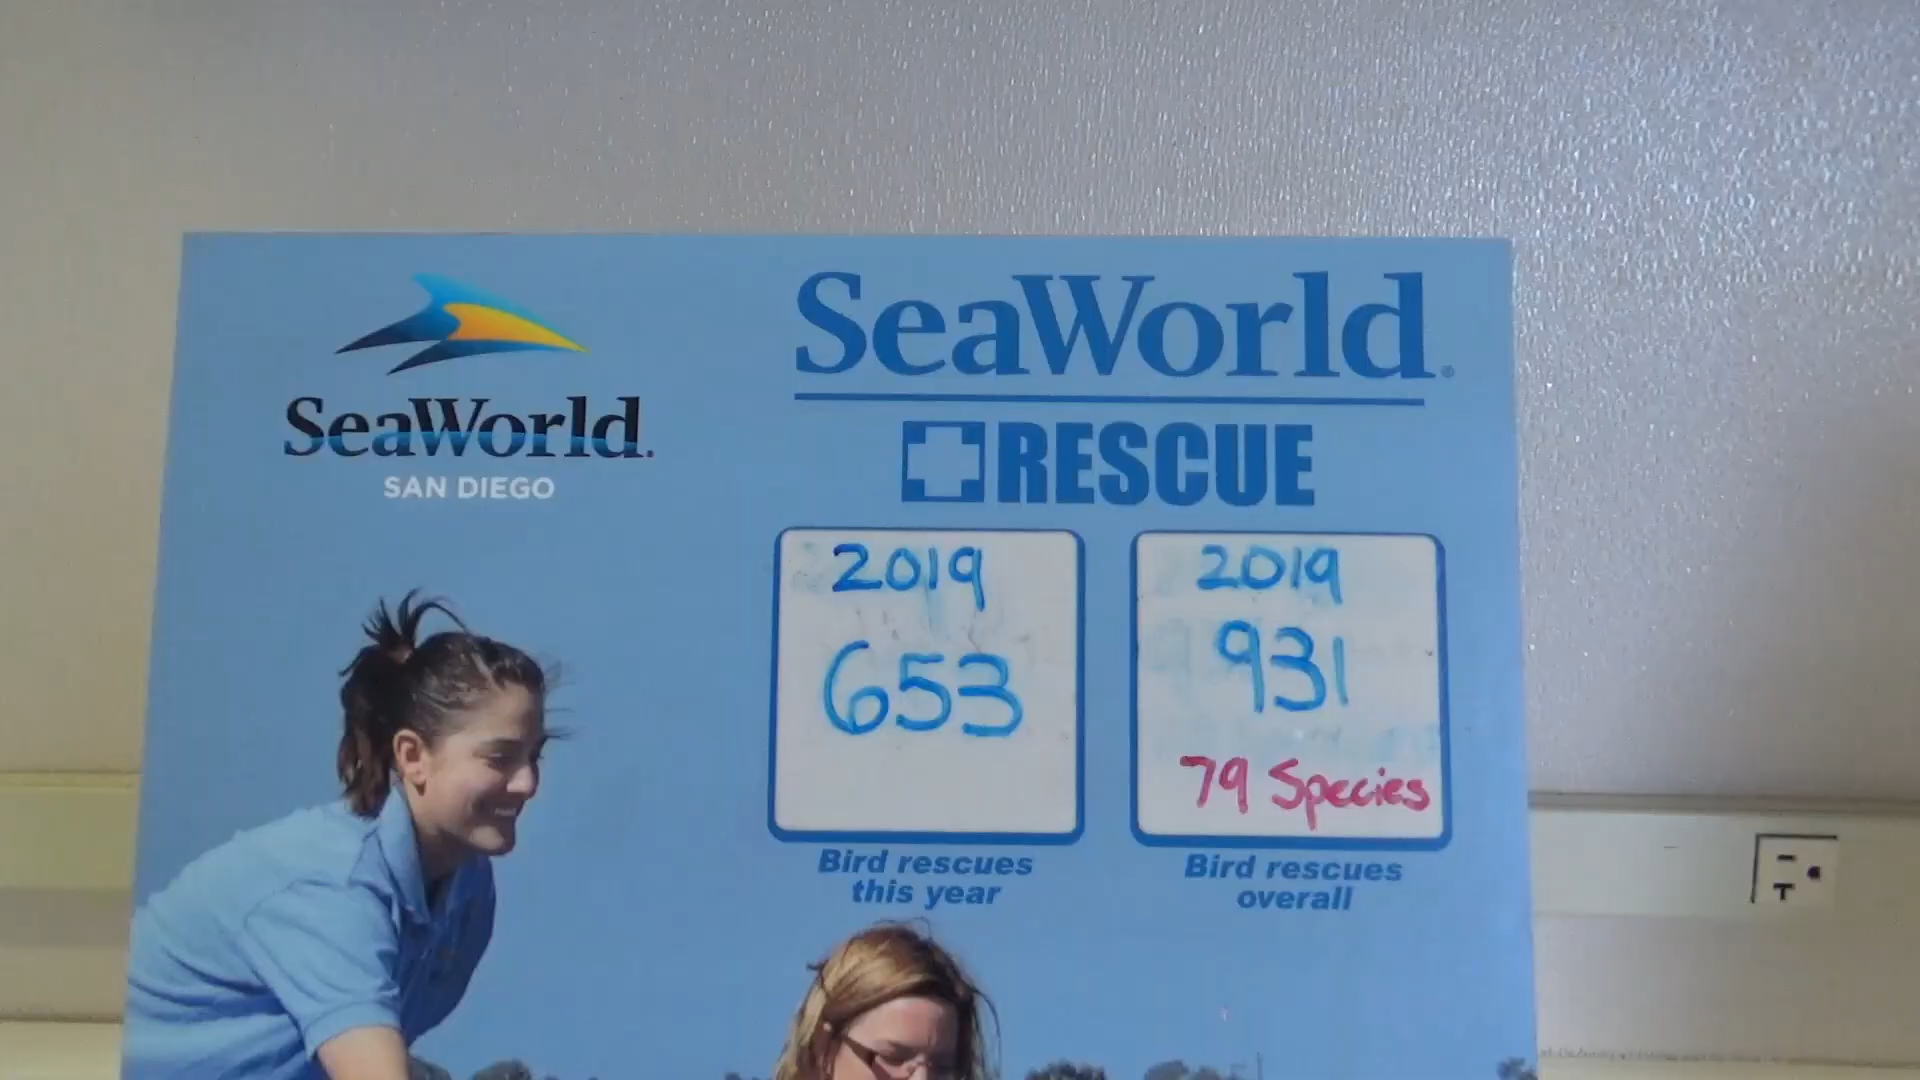 SeaWorld.
SAN DIEGO
SeaWorld®
RESCUE
2019
653
Bird rescues
this year
2019
931
79 Species
Bird rescues
overall